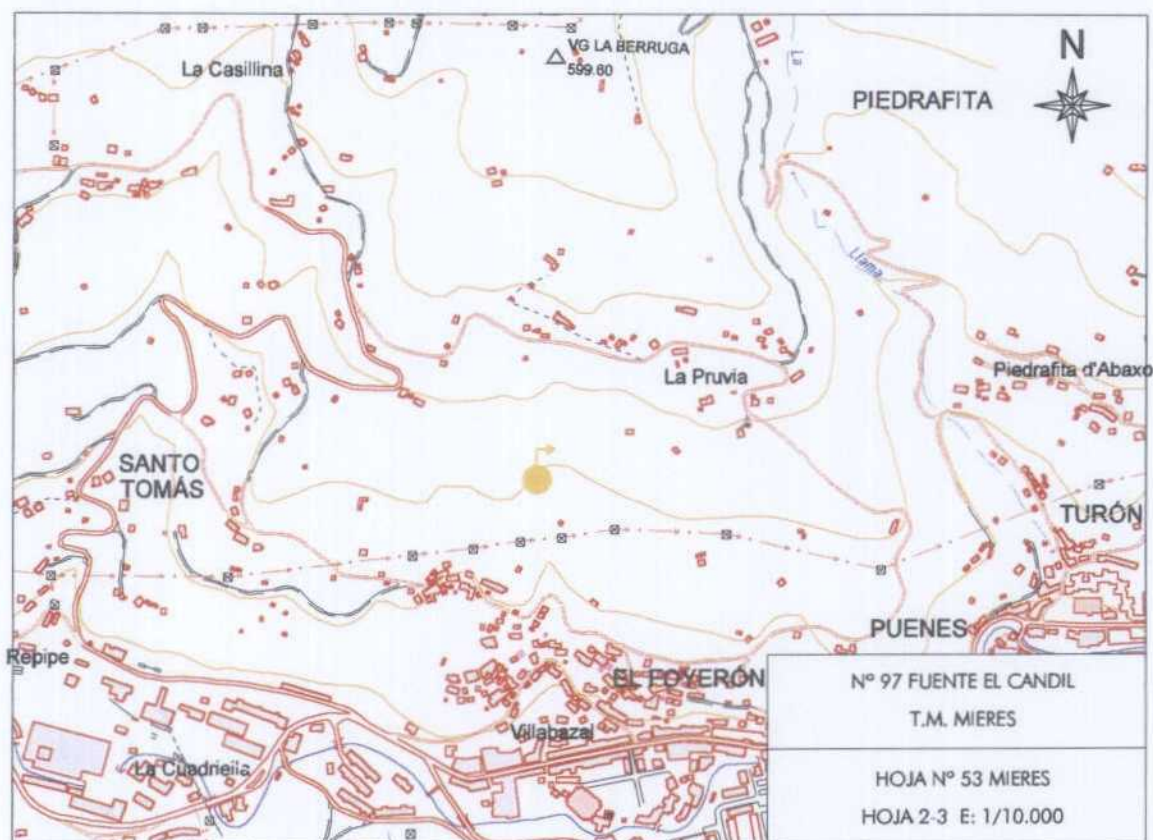 VG LA BERRUGA
599.60
La Casillina
N
La
PIEDRAFITA
Llama
La Pruvia
Piedrafita d'Abaxo
SANTO
TOMÁS
TURÓN
PUENES
Repipe
EL FOYERÓN
Villabazal
La Cuadriella
Nº 97 FUENTE EL CANDIL
T.M. MIERES
HOJA Nº 53 MIERES
HOJA 2-3 E: 1/10.000